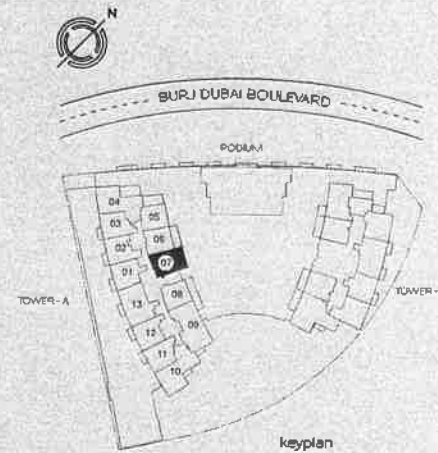 N
BURJ DUBAI BOULEVARD
PODIUM
04
03
05
02
06
01
07
13
08
12
09
11
10
TOWER - A
TOWER -
keyplan